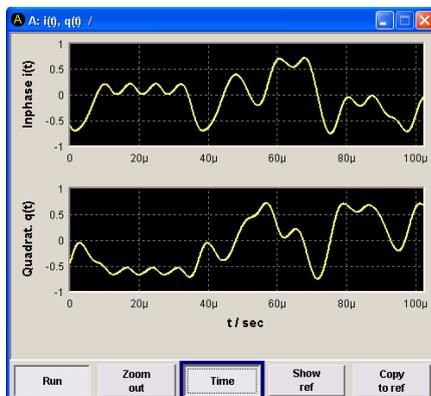 A A: i(t), q(t) /
Inphase i(t)
1
0.5
0
-0.5
-1
0 20µ 40µ 60µ 80µ 100µ
Quadrat. q(t)
1
0.5
0
-0.5
-1
0 20µ 40µ 60µ 80µ 100µ
t / sec
Run
Zoom out
Time
Show ref
Copy to ref